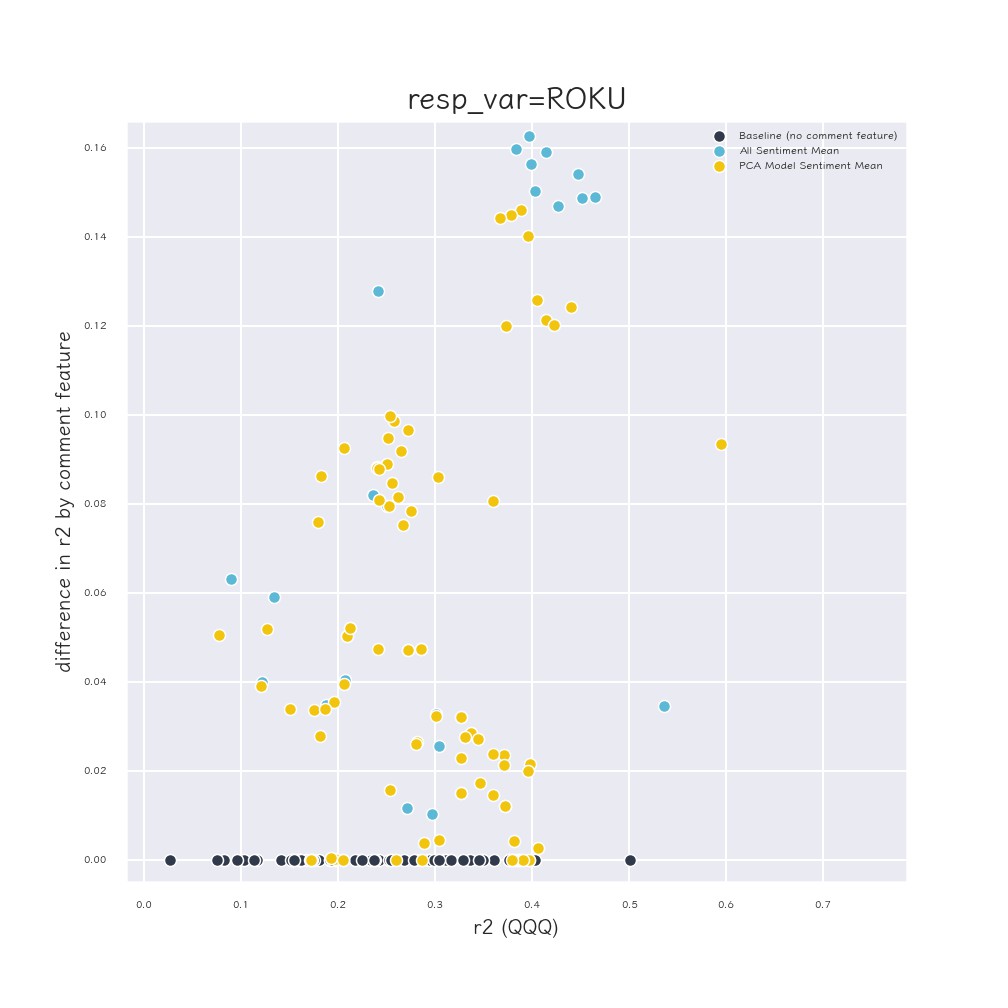 resp_var=ROKU
Baseline (no comment feature)
All Sentiment Mean
PCA Model Sentiment Mean
difference in r2 by comment feature
0.16
0.14
0.12
0.10
0.08
0.06
0.04
0.02
0.00
0.0 0.1 0.2 0.3 0.4 0.5 0.6 0.7
r2 (QQQ)